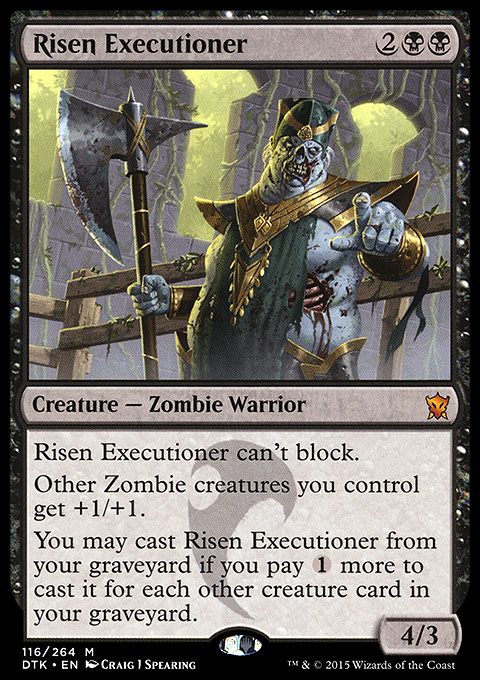 Risen Executioner 2
Creature — Zombie Warrior
Risen Executioner can't block.
Other Zombie creatures you control
get +1/+1.
You may cast Risen Executioner from
your graveyard if you pay 1 more to
cast it for each other creature card in
your graveyard.
4/3
116/264 M
DTK • EN Craig J Spearing
™ & © 2015 Wizards of the Coast